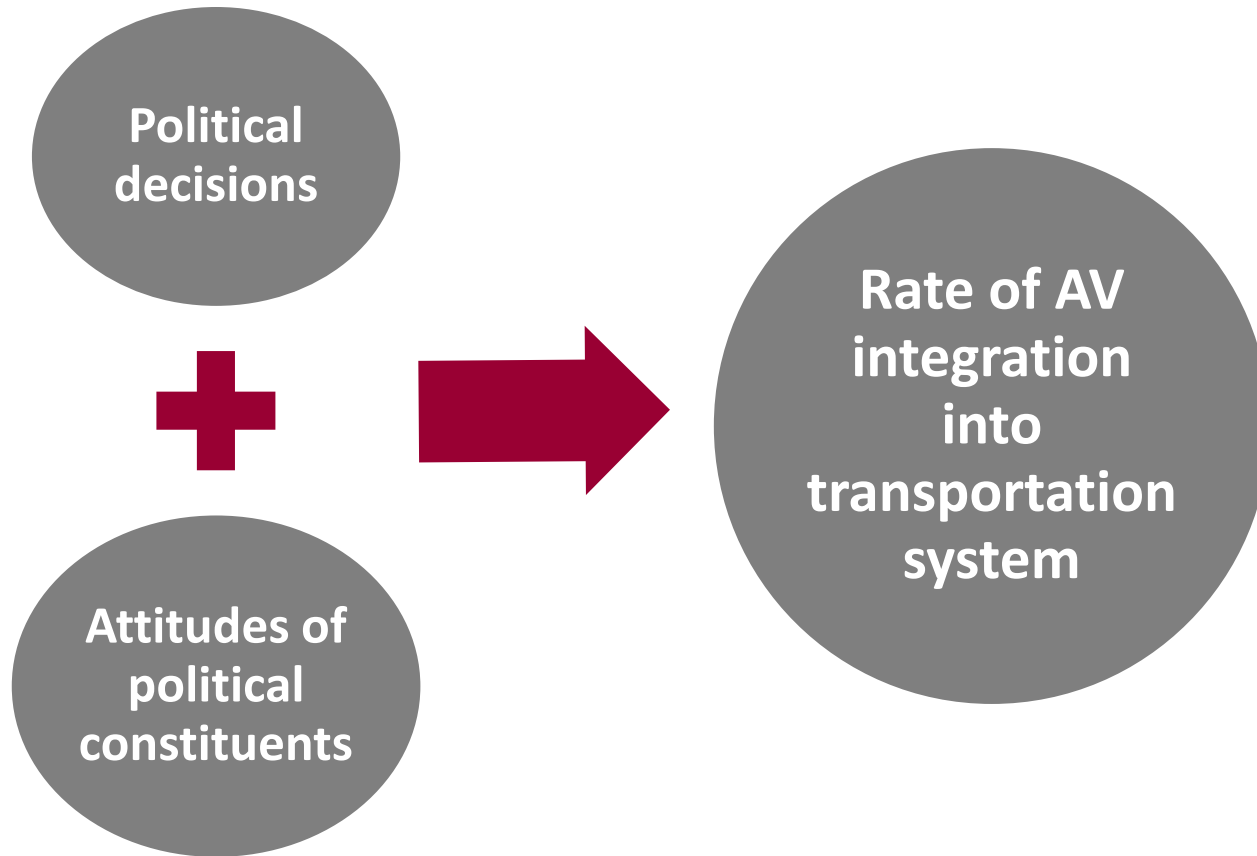 Political
decisions
Attitudes of
political
constituents
Rate of AV
integration
into
transportation
system